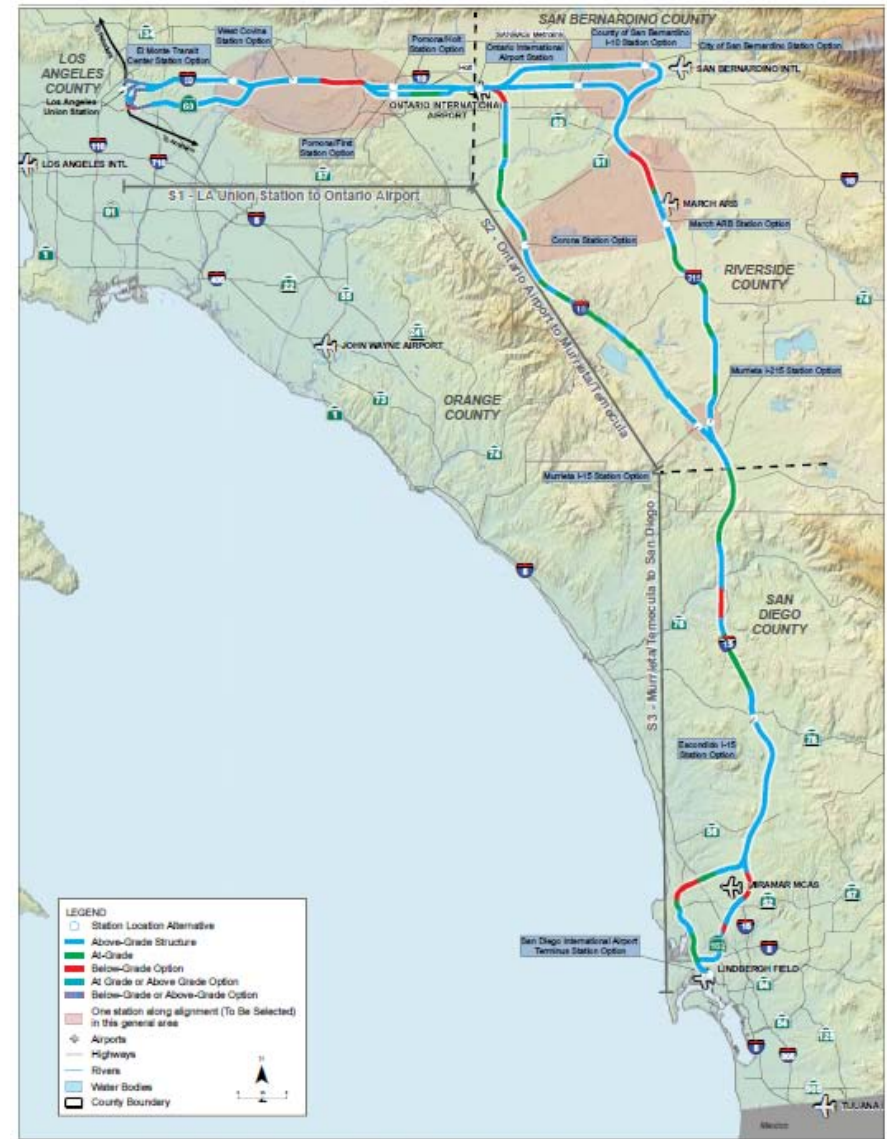 SAN BERNARDINO COUNTY
West Covina
Station Option
El Monte Transit
Center Station Option
LOS
ANGELES
COUNTY
Los Angeles
Union Station
Pomona/Holt
Station Option
Ontario International
Airport Station
County of San Bernardino
I-10 Station Option
City of San Bernardino Station Option
SAN BERNARDINO INTL
ONTARIO INTERNATIONAL
AIRPORT
Pomona/First
Station Option
LOS ANGELES INTL
S1 - LA Union Station to Ontario Airport
MARCH ARB
March ARB Station Option
Corona Station Option
S2 - Ontario Airport to Murrieta/Temecula
RIVERSIDE
COUNTY
JOHN WAYNE AIRPORT
ORANGE
COUNTY
Murrieta I-215 Station Option
Murrieta I-15 Station Option
S3 - Murrieta/Temecula to San Diego
SAN
DIEGO
COUNTY
Escondido I-15
Station Option
MIRAMAR MCAS
San Diego International Airport
Terminus Station Option
LINDBERGH FIELD
TIJUANA
Mexico
LEGEND
Station Location Alternative
Above-Grade Structure
At-Grade
Below-Grade Option
At Grade or Above Grade Option
Below-Grade or Above-Grade Option
One station along alignment (To Be Selected)
in this general area
Airports
Highways
Rivers
Water Bodies
County Boundary